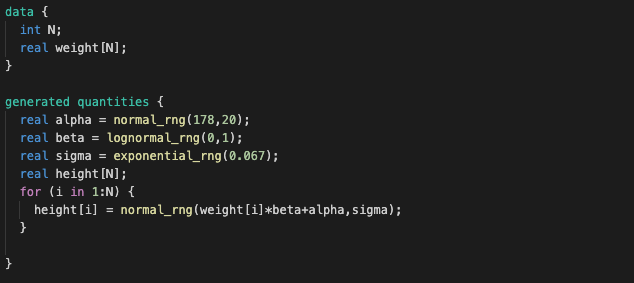 data {
  int N;
  real weight[N];
}

generated quantities {
  real alpha = normal_rng(178,20);
  real beta = lognormal_rng(0,1);
  real sigma = exponential_rng(0.067);
  real height[N];
  for (i in 1:N) {
    height[i] = normal_rng(weight[i]*beta+alpha,sigma);
  }

}